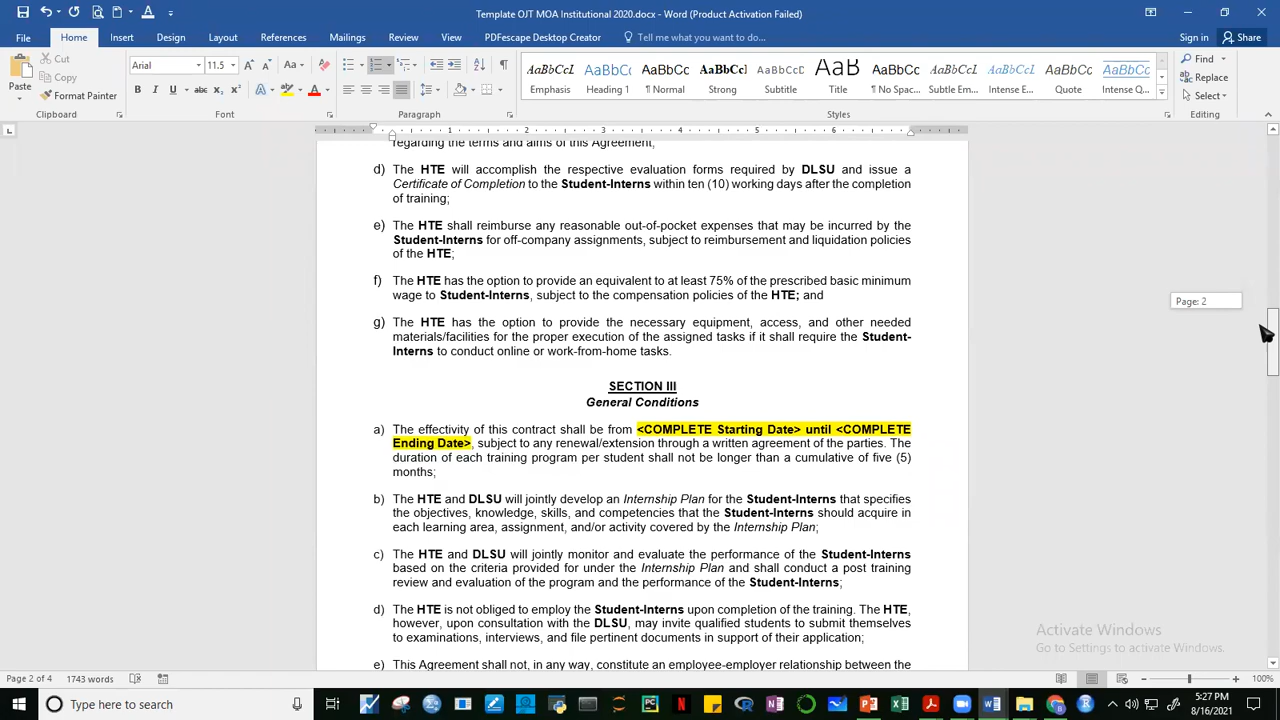 Template OJT MOA Institutional 2020.docx - Word (Product Activation Failed)
File Home Insert Design Layout References Mailings Review View PDFescape Desktop Creator Tell me what you want to do... Sign in Share
Paste
Cut
Copy
Format Painter
Clipboard
Arial 11.5
Font
Paragraph
AaBbCcL AaBbCc AaBbCc AaBbCc AaBbCc AaB AaBbCc AaBbCc AaBbCc AaBbCc AaBbCc
Emphasis Heading 1 ¶ Normal Strong Subtitle Title ¶ No Spac... Subtle Em... Intense E... Quote Intense Q...
Styles
Find
Replace
Select
Editing
1 2 3 4 5 6
regarding the terms and aims of this Agreement;
d) The HTE will accomplish the respective evaluation forms required by DLSU and issue a
Certificate of Completion to the Student-Interns within ten (10) working days after the completion
of training;
e) The HTE shall reimburse any reasonable out-of-pocket expenses that may be incurred by the
Student-Interns for off-company assignments, subject to reimbursement and liquidation policies
of the HTE;
f) The HTE has the option to provide an equivalent to at least 75% of the prescribed basic minimum
wage to Student-Interns, subject to the compensation policies of the HTE; and
Page: 2
g) The HTE has the option to provide the necessary equipment, access, and other needed
materials/facilities for the proper execution of the assigned tasks if it shall require the Student-
Interns to conduct online or work-from-home tasks.
SECTION III
General Conditions
a) The effectivity of this contract shall be from <COMPLETE Starting Date> until <COMPLETE
Ending Date>, subject to any renewal/extension through a written agreement of the parties. The
duration of each training program per student shall not be longer than a cumulative of five (5)
months;
b) The HTE and DLSU will jointly develop an Internship Plan for the Student-Interns that specifies
the objectives, knowledge, skills, and competencies that the Student-Interns should acquire in
each learning area, assignment, and/or activity covered by the Internship Plan;
c) The HTE and DLSU will jointly monitor and evaluate the performance of the Student-Interns
based on the criteria provided for under the Internship Plan and shall conduct a post training
review and evaluation of the program and the performance of the Student-Interns;
d) The HTE is not obliged to employ the Student-Interns upon completion of the training. The HTE,
however, upon consultation with the DLSU, may invite qualified students to submit themselves
to examinations, interviews, and file pertinent documents in support of their application;
e) This Agreement shall not, in any way, constitute an employee-employer relationship between the
Activate Windows
Go to Settings to activate Windows.
Page 2 of 4 1743 words 100%
Type here to search
5:27 PM
8/16/2021